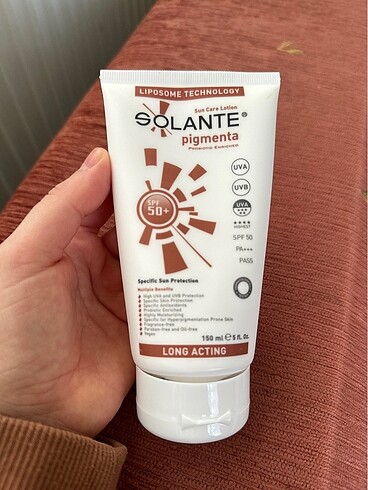 LIPOSOME TECHNOLOGY
Sun Care Lotion
SOLANTE®
pigmenta
PROBIOTIC ENRICHED
SPF
50+
UVA
UVB
UVA
HIGHEST
SPF 50
PA+++
PASS
Specific Sun Protection
Multiple Benefits
High UVA and UVB Protection
Specific Skin Protection
Specific Antioxidants
Probiotic Enriched
Highly Moisturizing
Specific for Hyperpigmentation Prone Skin
Fragrance-free
Paraben-free and Oil-free
Vegan
150 ml ℮ 5 fl. Oz.
LONG ACTING